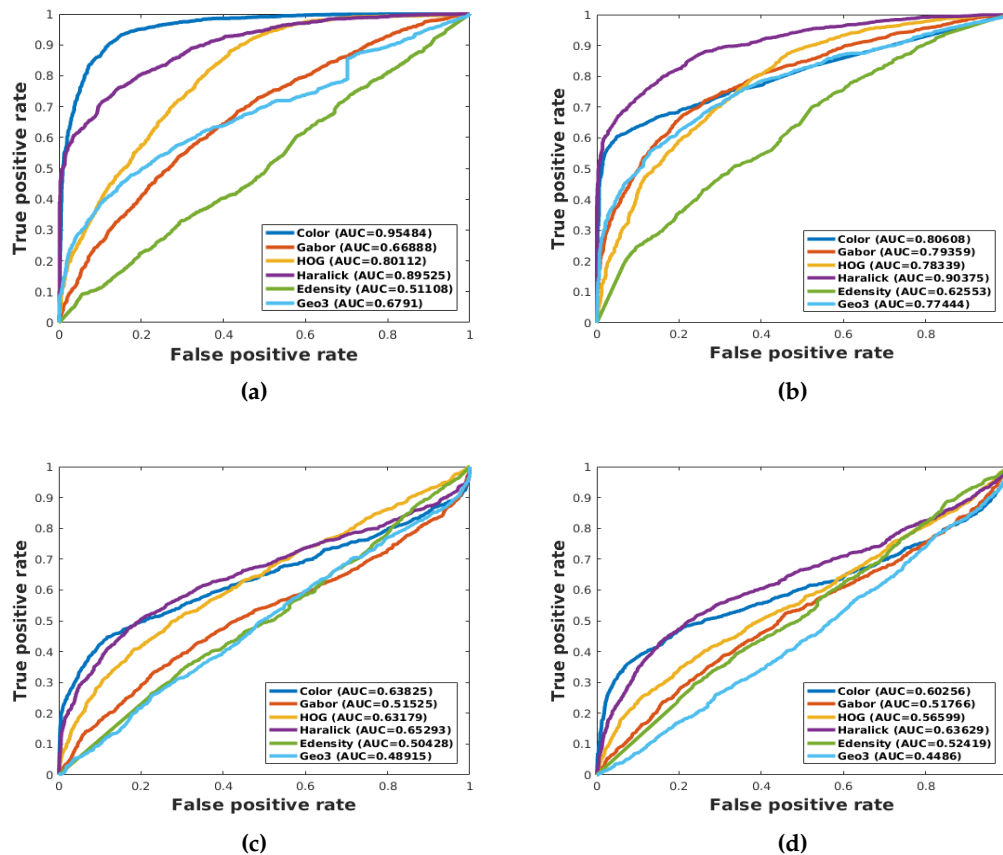 1
0.9
0.8
0.7
0.6
0.5
0.4
0.3
0.2
0.1
0
True positive rate
Color (AUC=0.95484)
Gabor (AUC=0.66888)
HOG (AUC=0.80112)
Haralick (AUC=0.89525)
Edensity (AUC=0.51108)
Geo3 (AUC=0.6791)
0 0.2 0.4 0.6 0.8 1
False positive rate
(a)
1
0.9
0.8
0.7
0.6
0.5
0.4
0.3
0.2
0.1
0
True positive rate
Color (AUC=0.80608)
Gabor (AUC=0.79359)
HOG (AUC=0.78339)
Haralick (AUC=0.90375)
Edensity (AUC=0.62553)
Geo3 (AUC=0.77444)
0 0.2 0.4 0.6 0.8
False positive rate
(b)
1
0.9
0.8
0.7
0.6
0.5
0.4
0.3
0.2
0.1
0
True positive rate
Color (AUC=0.63825)
Gabor (AUC=0.51525)
HOG (AUC=0.63179)
Haralick (AUC=0.65293)
Edensity (AUC=0.50428)
Geo3 (AUC=0.48915)
0 0.2 0.4 0.6 0.8 1
False positive rate
(c)
1
0.9
0.8
0.7
0.6
0.5
0.4
0.3
0.2
0.1
0
True positive rate
Color (AUC=0.60256)
Gabor (AUC=0.51766)
HOG (AUC=0.56599)
Haralick (AUC=0.63629)
Edensity (AUC=0.52419)
Geo3 (AUC=0.4486)
0 0.2 0.4 0.6 0.8
False positive rate
(d)